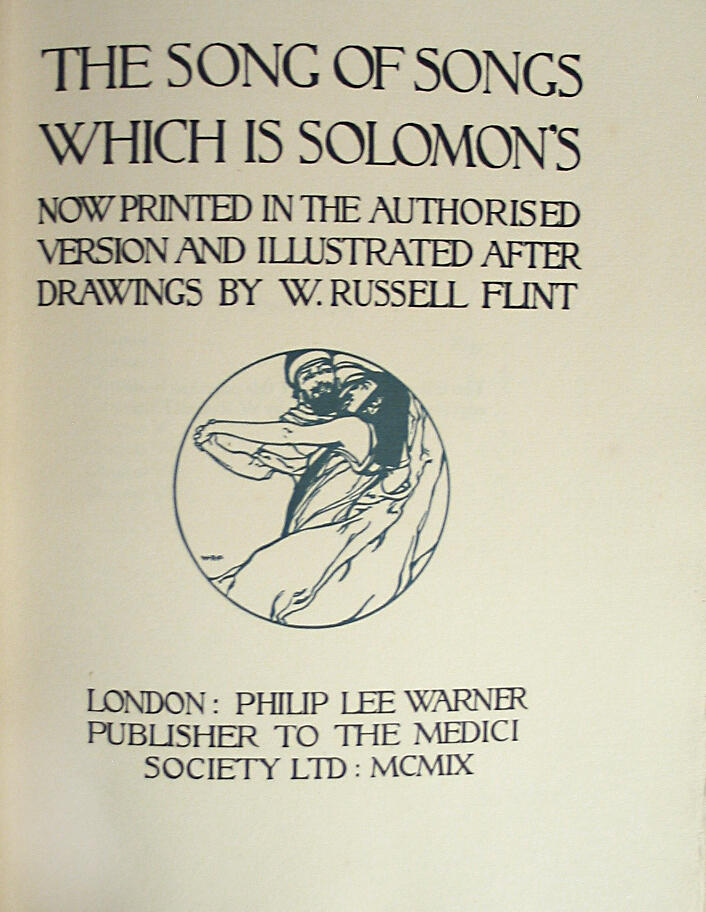 THE SONG OF SONGS
WHICH IS SOLOMON'S
NOW PRINTED IN THE AUTHORISED
VERSION AND ILLUSTRATED AFTER
DRAWINGS BY W. RUSSELL FLINT
LONDON: PHILIP LEE WARNER
PUBLISHER TO THE MEDICI
SOCIETY LTD : MCMIX